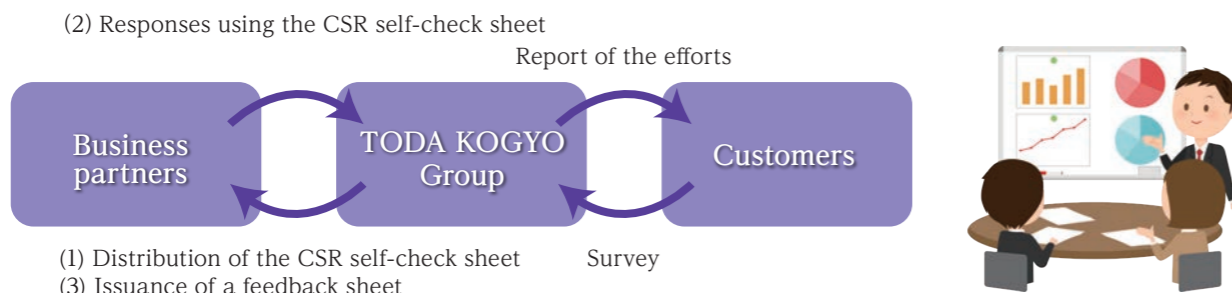 (2) Responses using the CSR self-check sheet
Report of the efforts
Business
partners
TODA KOGYO
Group
Customers
(1) Distribution of the CSR self-check sheet
Survey
(3) Issuance of a feedback sheet